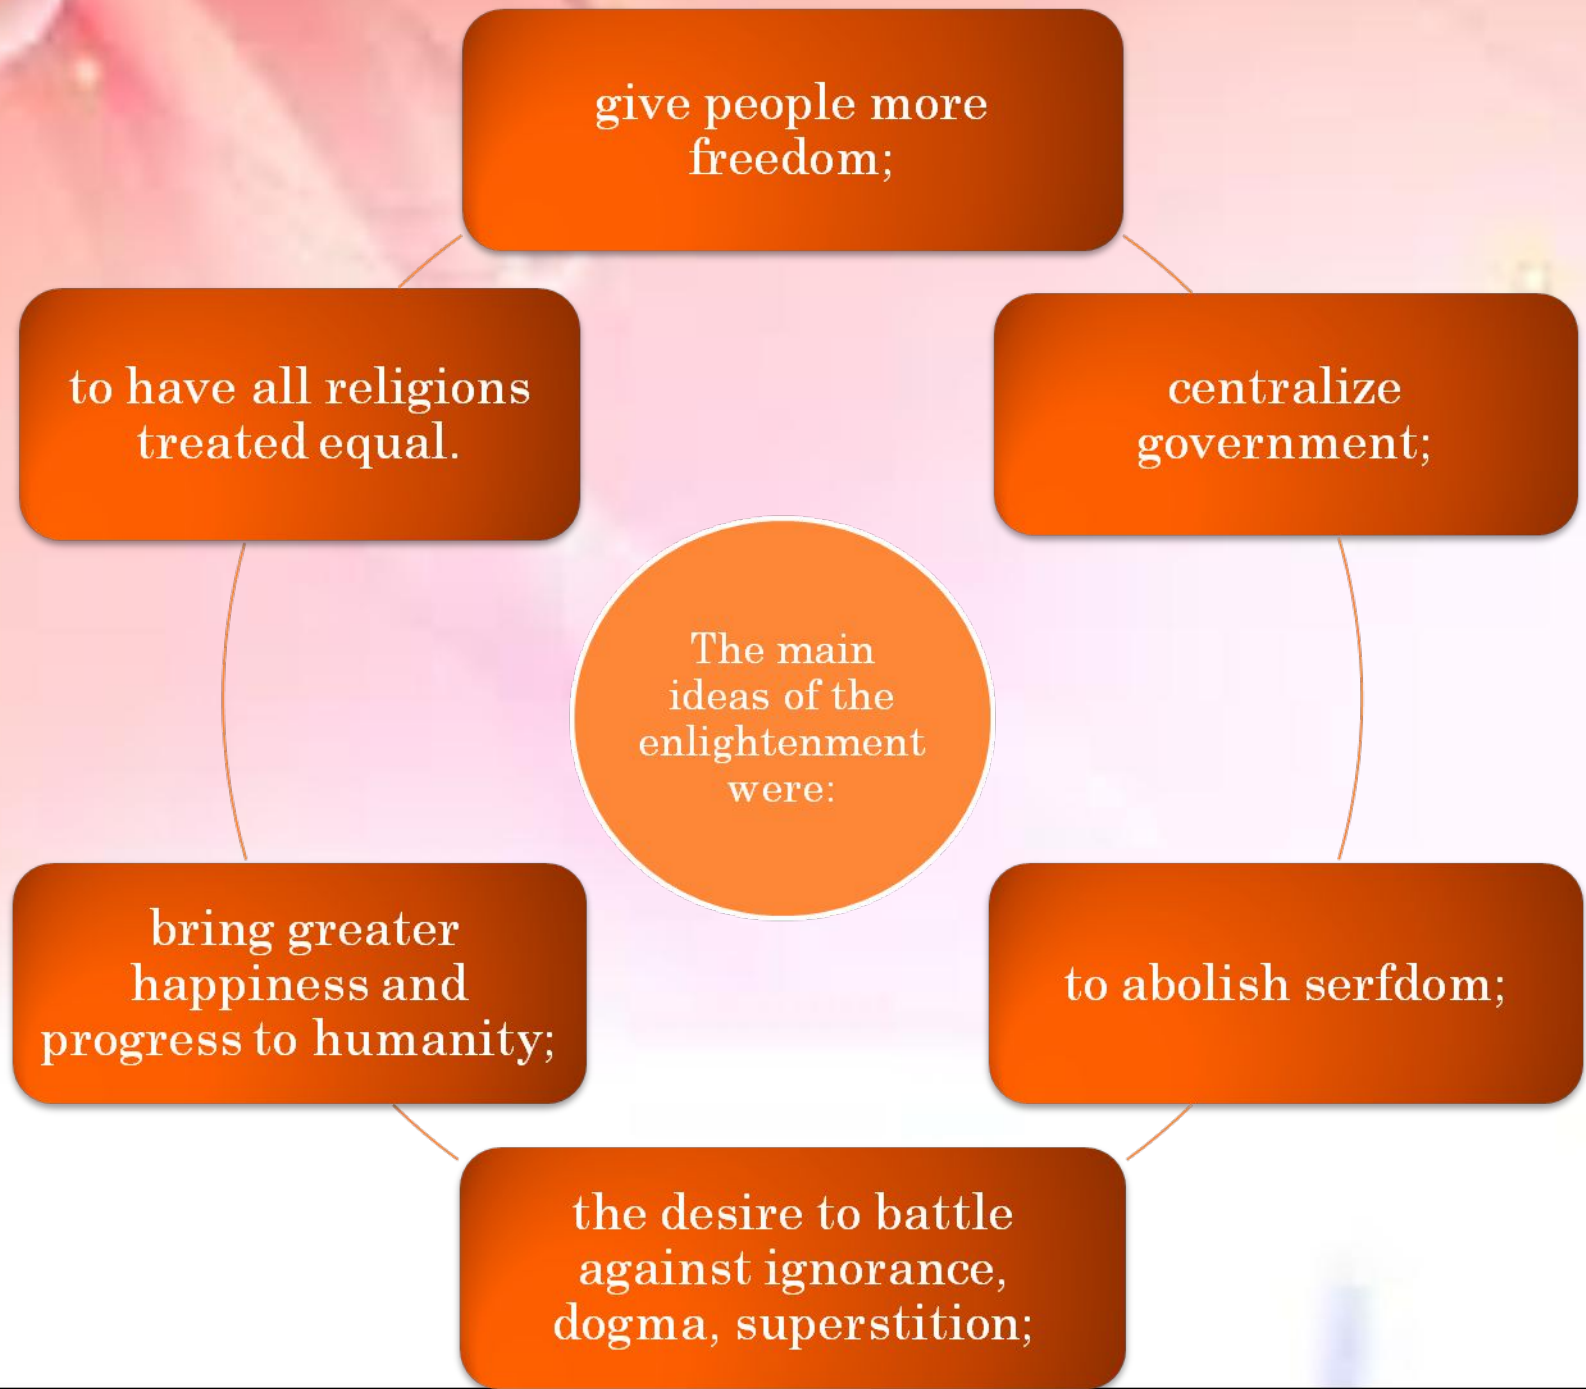 give people more
freedom;
centralize
government;
to abolish serfdom;
the desire to battle
against ignorance,
dogma, superstition;
bring greater
happiness and
progress to humanity;
to have all religions
treated equal.
The main
ideas of the
enlightenment
were: